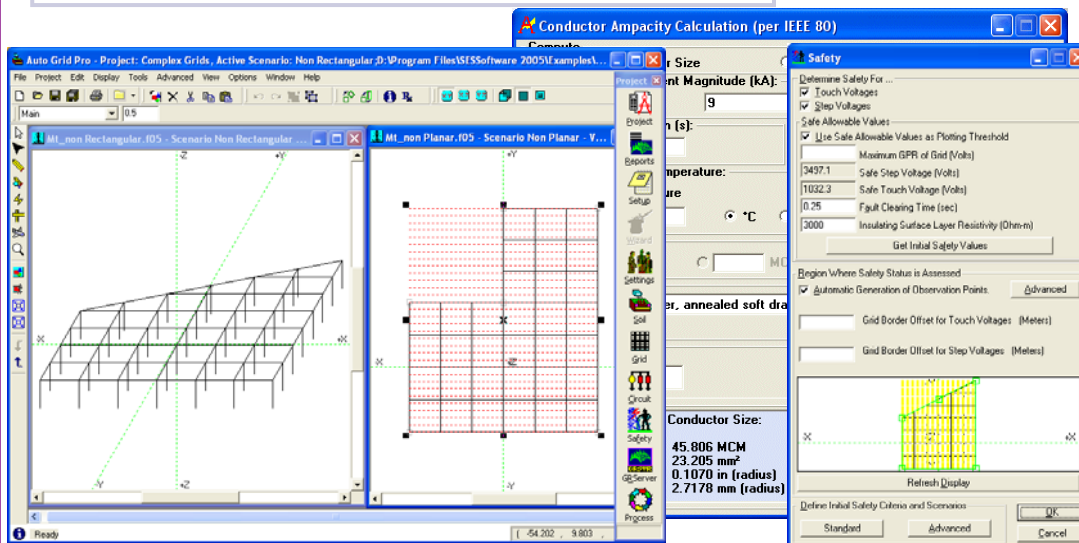 Conductor Ampacity Calculation (per IEEE 80)
Compute
r Size
nt Magnitude (kA):
9
n (s):
mperature:
ure
°C
MC
er, annealed soft dra
Conductor Size:
45.806 MCM
23.205 mm²
0.1070 in (radius)
2.7178 mm (radius)
Auto Grid Pro - Project: Complex Grids, Active Scenario: Non Rectangular;D:\Program Files\SESSoftware 2005\Examples\...
File Project Edit Display Tools Advanced View Options Window Help
Main 0.5
Mt_non Rectangular.f05 - Scenario Non Rectangular ...
-Z +Y
-X +X
-Y +Z
Mt_non Planar.f05 - Scenario Non Planar - V...
+Y
-X -Z
-Y
Ready
[ -54.202 , 9.803 ,
Project
Project
Reports
Setup
Wizard
Settings
Soil
Grid
Circuit
Safety
GRServer
Process
Safety
Determine Safety For ...
Touch Voltages
Step Voltages
Safe Allowable Values
Use Safe Allowable Values as Plotting Threshold
Maximum GPR of Grid (Volts)
3497.1 Safe Step Voltage (Volts)
1032.3 Safe Touch Voltage (Volts)
0.25 Fault Clearing Time (sec)
3000 Insulating Surface Layer Resistivity (Ohm-m)
Get Initial Safety Values
Region Where Safety Status is Assessed
Automatic Generation of Observation Points. Advanced
Grid Border Offset for Touch Voltages (Meters)
Grid Border Offset for Step Voltages (Meters)
-X +X
Refresh Display
Define Initial Safety Criteria and Scenarios
Standard Advanced
OK
Cancel